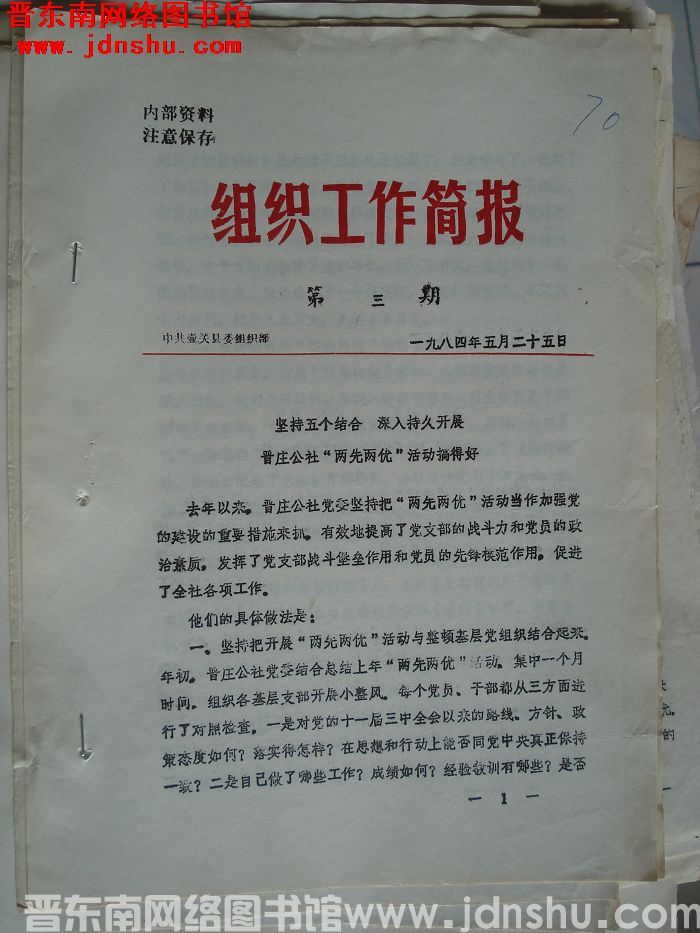 晋东南网络图书馆
www.jdnshu.com
70
内部资料
注意保存
组织工作简报
第三期
中共壶关县委组织部 一九八四年五月二十五日
坚持五个结合 深入持久开展
晋庄公社“两先两优”活动搞得好
去年以来。晋庄公社党委坚持把“两先两优”活动当作加强党
的建设的重要措施来抓。有效地提高了党支部的战斗力和党员的政
治素质。发挥了党支部战斗堡垒作用和党员的先锋模范作用。促进
了全社各项工作。
他们的具体做法是：
一。坚持把开展“两先两优”活动与整顿基层党组织结合起来。
年初。晋庄公社党委结合总结上年“两先两优”活动。集中一个月
时间。组织各基层支部开展小整风。每个党员、干部都从三方面进
行了对照检查。一是对党的十一届三中全会以来的路线。方针、政
策态度如何？落实得怎样？在思想和行动上能否同党中央真正保持
一致？二是自己做了哪些工作？成绩如何？经验教训有哪些？是否
— 1 —
晋东南网络图书馆www.jdnshu.com